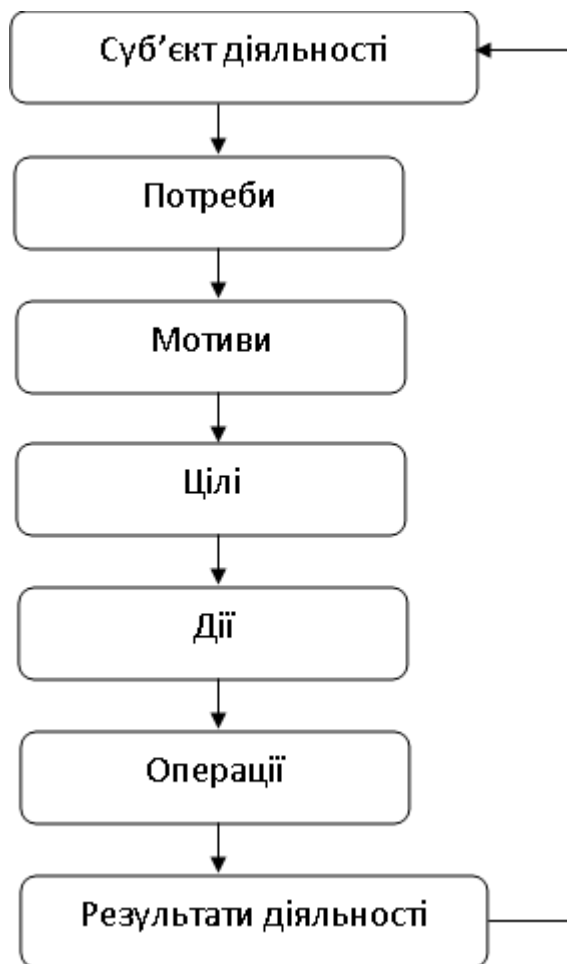 Суб’єкт діяльності
Потреби
Мотиви
Цілі
Дії
Операції
Результати діяльності